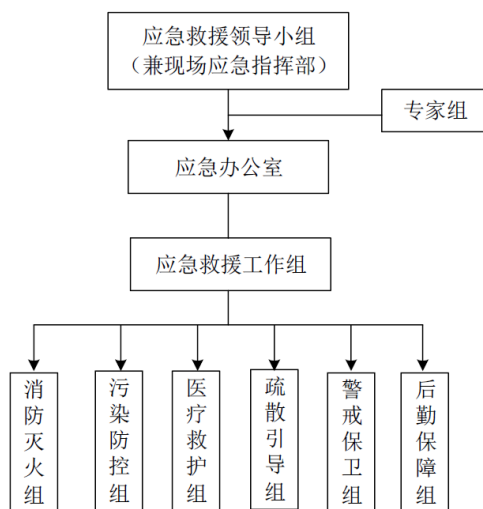 应急救援领导小组
（兼现场应急指挥部）
专家组
应急办公室
应急救援工作组
消防灭火组
污染防控组
医疗救护组
疏散引导组
警戒保卫组
后勤保障组